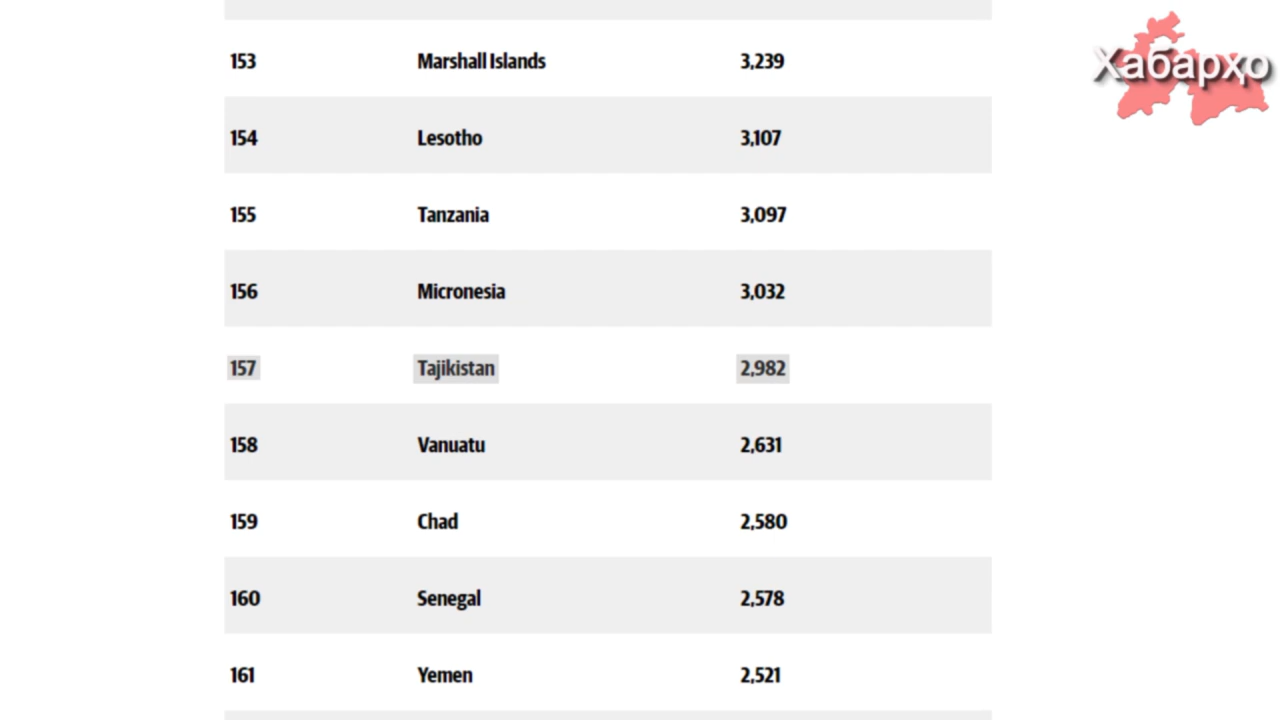 153 Marshall Islands 3,239
Хабарҳо
154 Lesotho 3,107
155 Tanzania 3,097
156 Micronesia 3,032
157 Tajikistan 2,982
158 Vanuatu 2,631
159 Chad 2,580
160 Senegal 2,578
161 Yemen 2,521